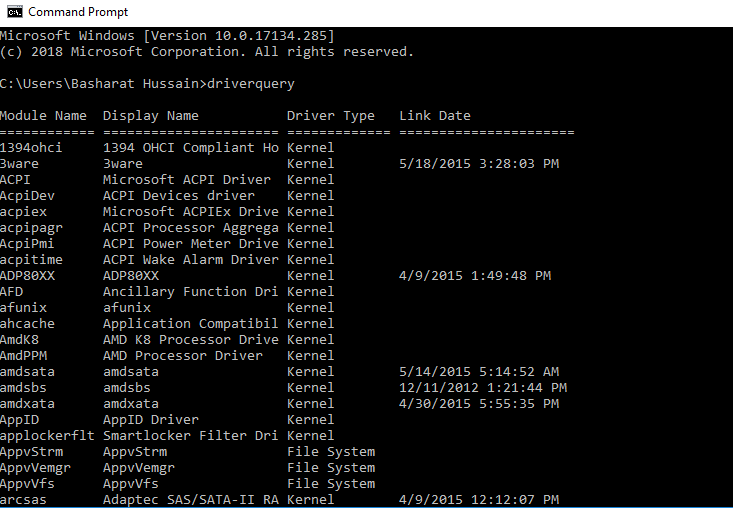 Command Prompt
Microsoft Windows [Version 10.0.17134.285]
(c) 2018 Microsoft Corporation. All rights reserved.
C:\Users\Basharat Hussain>driverquery
Module Name  Display Name           Driver Type   Link Date
============ ====================== ============= ======================
1394ohci     1394 OHCI Compliant Ho Kernel
3ware        3ware                  Kernel        5/18/2015 3:28:03 PM
ACPI         Microsoft ACPI Driver  Kernel
AcpiDev      ACPI Devices driver    Kernel
acpiex       Microsoft ACPIEx Drive Kernel
acpipagr     ACPI Processor Aggrega Kernel
AcpiPmi      ACPI Power Meter Drive Kernel
acpitime     ACPI Wake Alarm Driver Kernel
ADP80XX      ADP80XX                Kernel        4/9/2015 1:49:48 PM
AFD          Ancillary Function Dri Kernel
afunix       afunix                 Kernel
ahcache      Application Compatibil Kernel
AmdK8        AMD K8 Processor Drive Kernel
AmdPPM       AMD Processor Driver   Kernel
amdsata      amdsata                Kernel        5/14/2015 5:14:52 AM
amdsbs       amdsbs                 Kernel        12/11/2012 1:21:44 PM
amdxata      amdxata                Kernel        4/30/2015 5:55:35 PM
AppID        AppID Driver           Kernel
applockerflt Smartlocker Filter Dri Kernel
AppvStrm     AppvStrm               File System
AppvVemgr    AppvVemgr              File System
AppvVfs      AppvVfs                File System
arcsas       Adaptec SAS/SATA-II RA Kernel        4/9/2015 12:12:07 PM